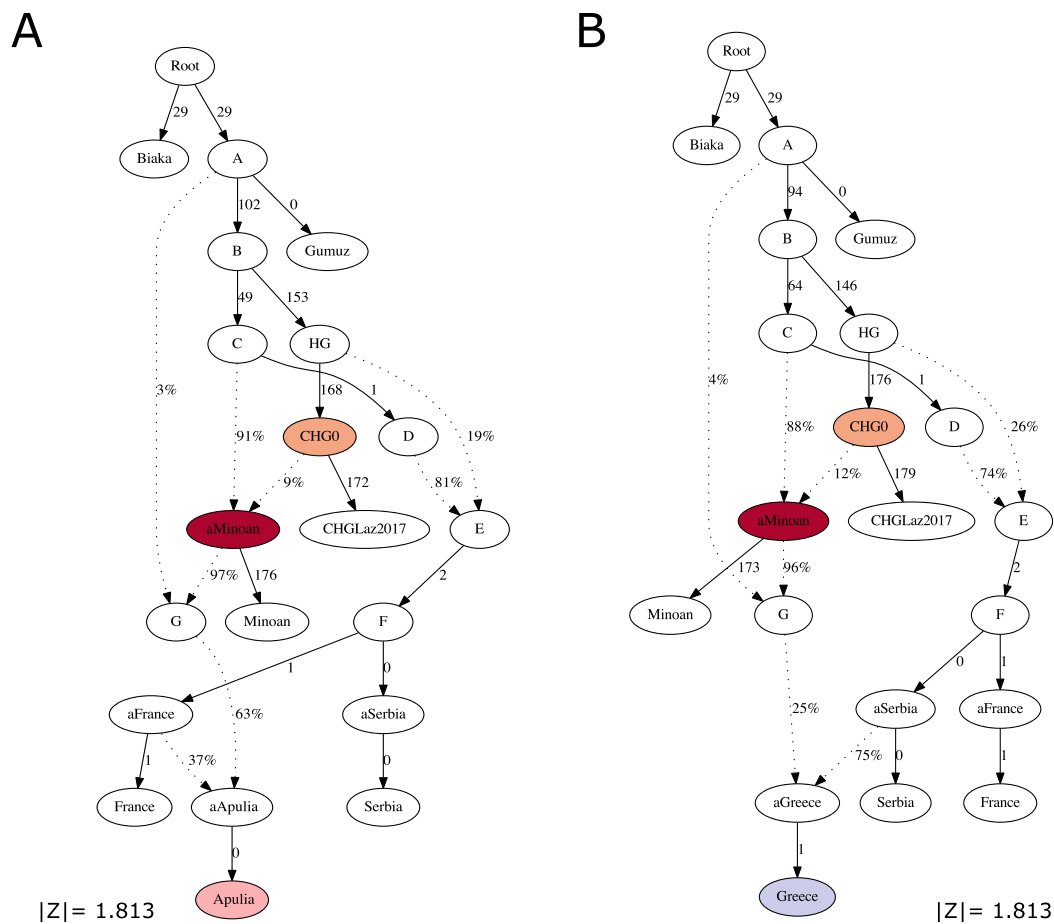 A
Root
29
29
Biaka
A
102
0
B
Gumuz
49
153
C
HG
3%
168
1
91%
CHG0
D
19%
9%
172
81%
aMinoan
CHGLaz2017
E
97%
176
2
G
Minoan
F
1
0
aFrance
63%
aSerbia
1
37%
0
France
aApulia
Serbia
0
Apulia
|Z|= 1.813
B
Root
29
29
Biaka
A
94
0
B
Gumuz
64
146
C
HG
4%
176
1
88%
CHG0
D
26%
12%
179
74%
aMinoan
CHGLaz2017
E
173
96%
2
Minoan
G
F
0
1
25%
aSerbia
aFrance
75%
0
1
aGreece
Serbia
France
1
Greece
|Z|= 1.813